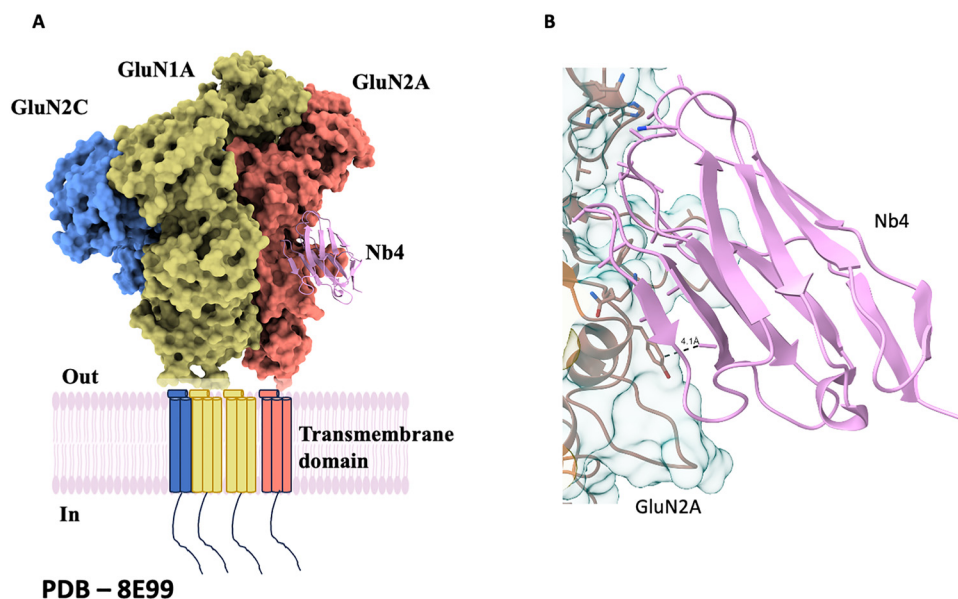 A
GluN1A
GluN2A
GluN2C
Nb4
Out
Transmembrane
domain
In
PDB – 8E99
B
Nb4
4.1Å
GluN2A